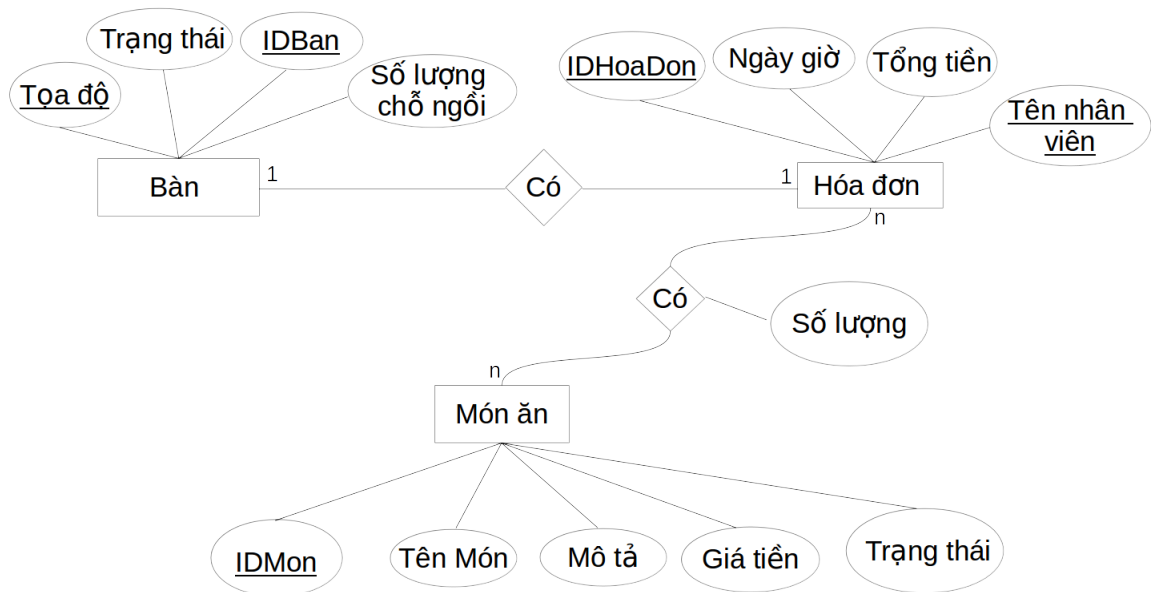 Trạng thái
IDBan
Tọa độ
Số lượng
chỗ ngồi
IDHoaDon
Ngày giờ
Tổng tiền
Tên nhân
viên
Bàn
1
Có
1
Hóa đơn
n
Có
Số lượng
n
Món ăn
IDMon
Tên Món
Mô tả
Giá tiền
Trạng thái